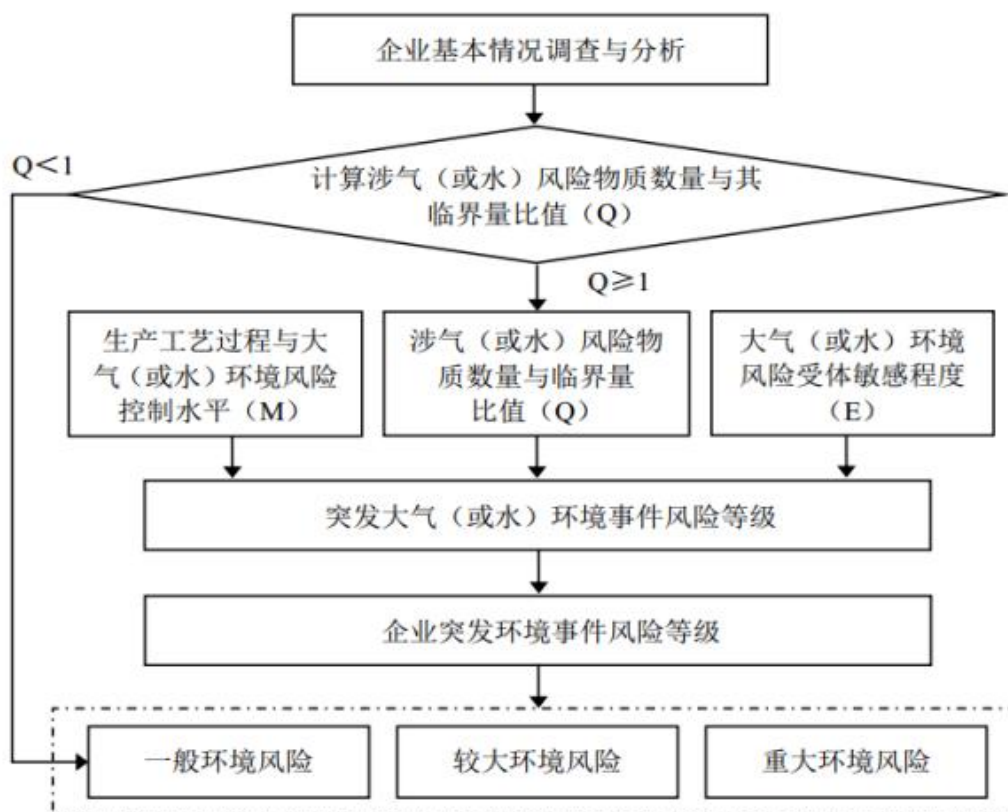 企业基本情况调查与分析
Q＜1
计算涉气（或水）风险物质数量与其
临界量比值（Q）
Q≥1
生产工艺过程与大
气（或水）环境风险
控制水平（M）
涉气（或水）风险物
质数量与临界量
比值（Q）
大气（或水）环境
风险受体敏感程度
（E）
突发大气（或水）环境事件风险等级
企业突发环境事件风险等级
一般环境风险
较大环境风险
重大环境风险